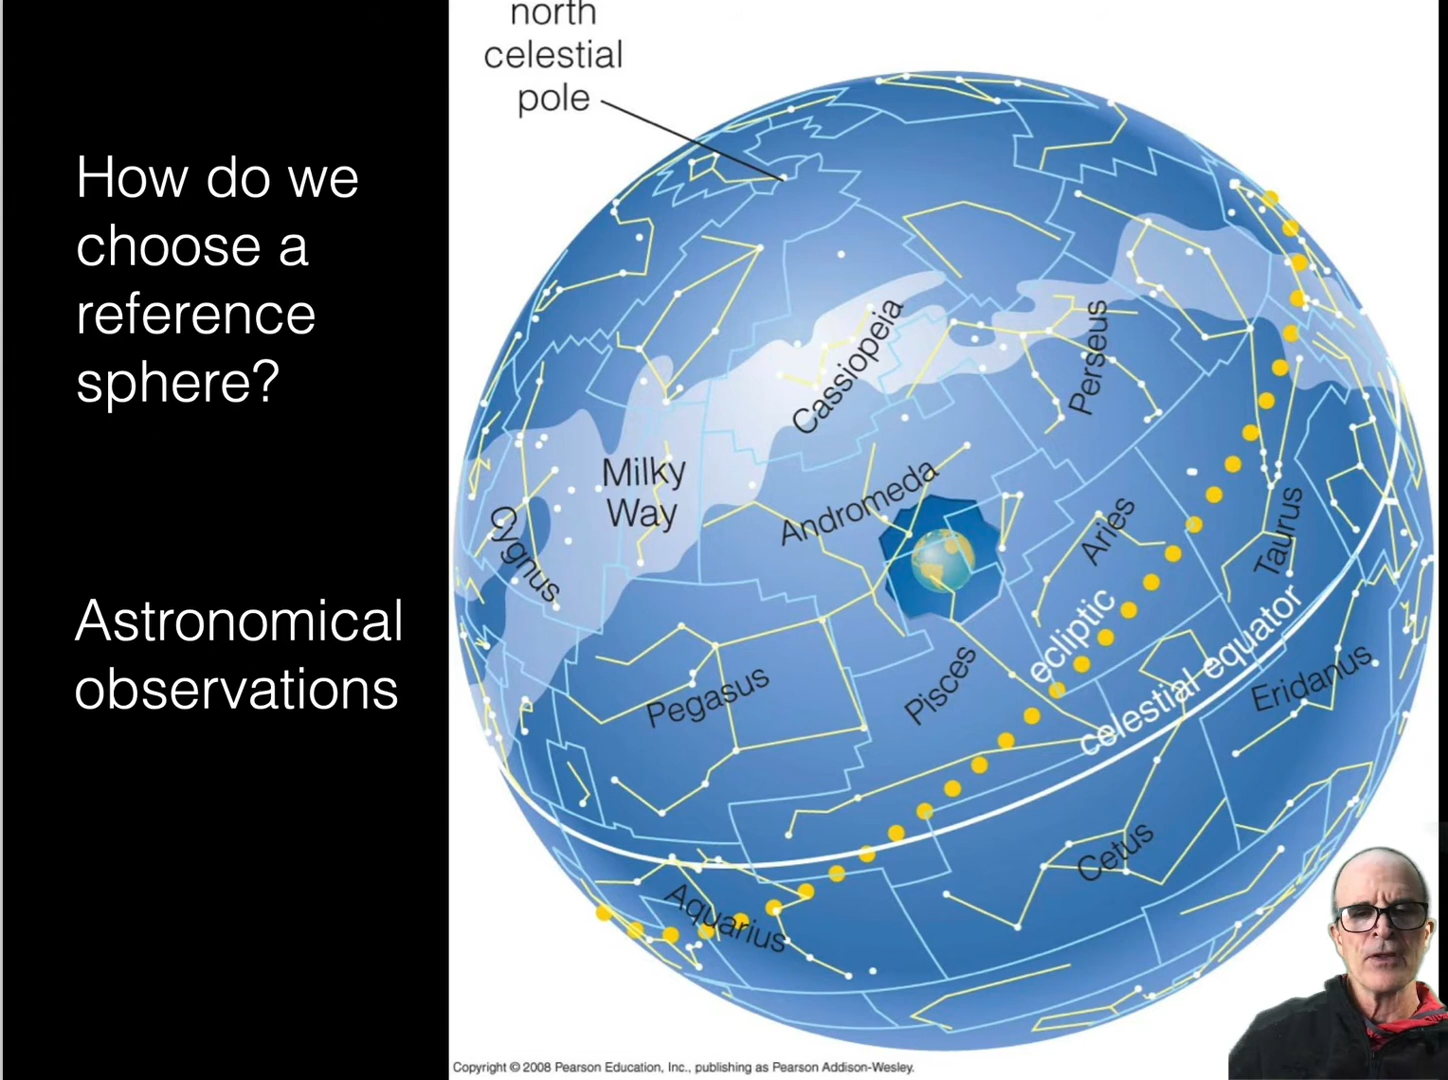 How do we
choose a
reference
sphere?
Astronomical
observations
north
celestial
pole
Cassiopeia
Perseus
Milky
Way
Cygnus
Andromeda
Aries
Taurus
ecliptic
celestial equator
Pegasus
Pisces
Eridanus
Cetus
Aquarius
Copyright © 2008 Pearson Education, Inc., publishing as Pearson Addison-Wesley.